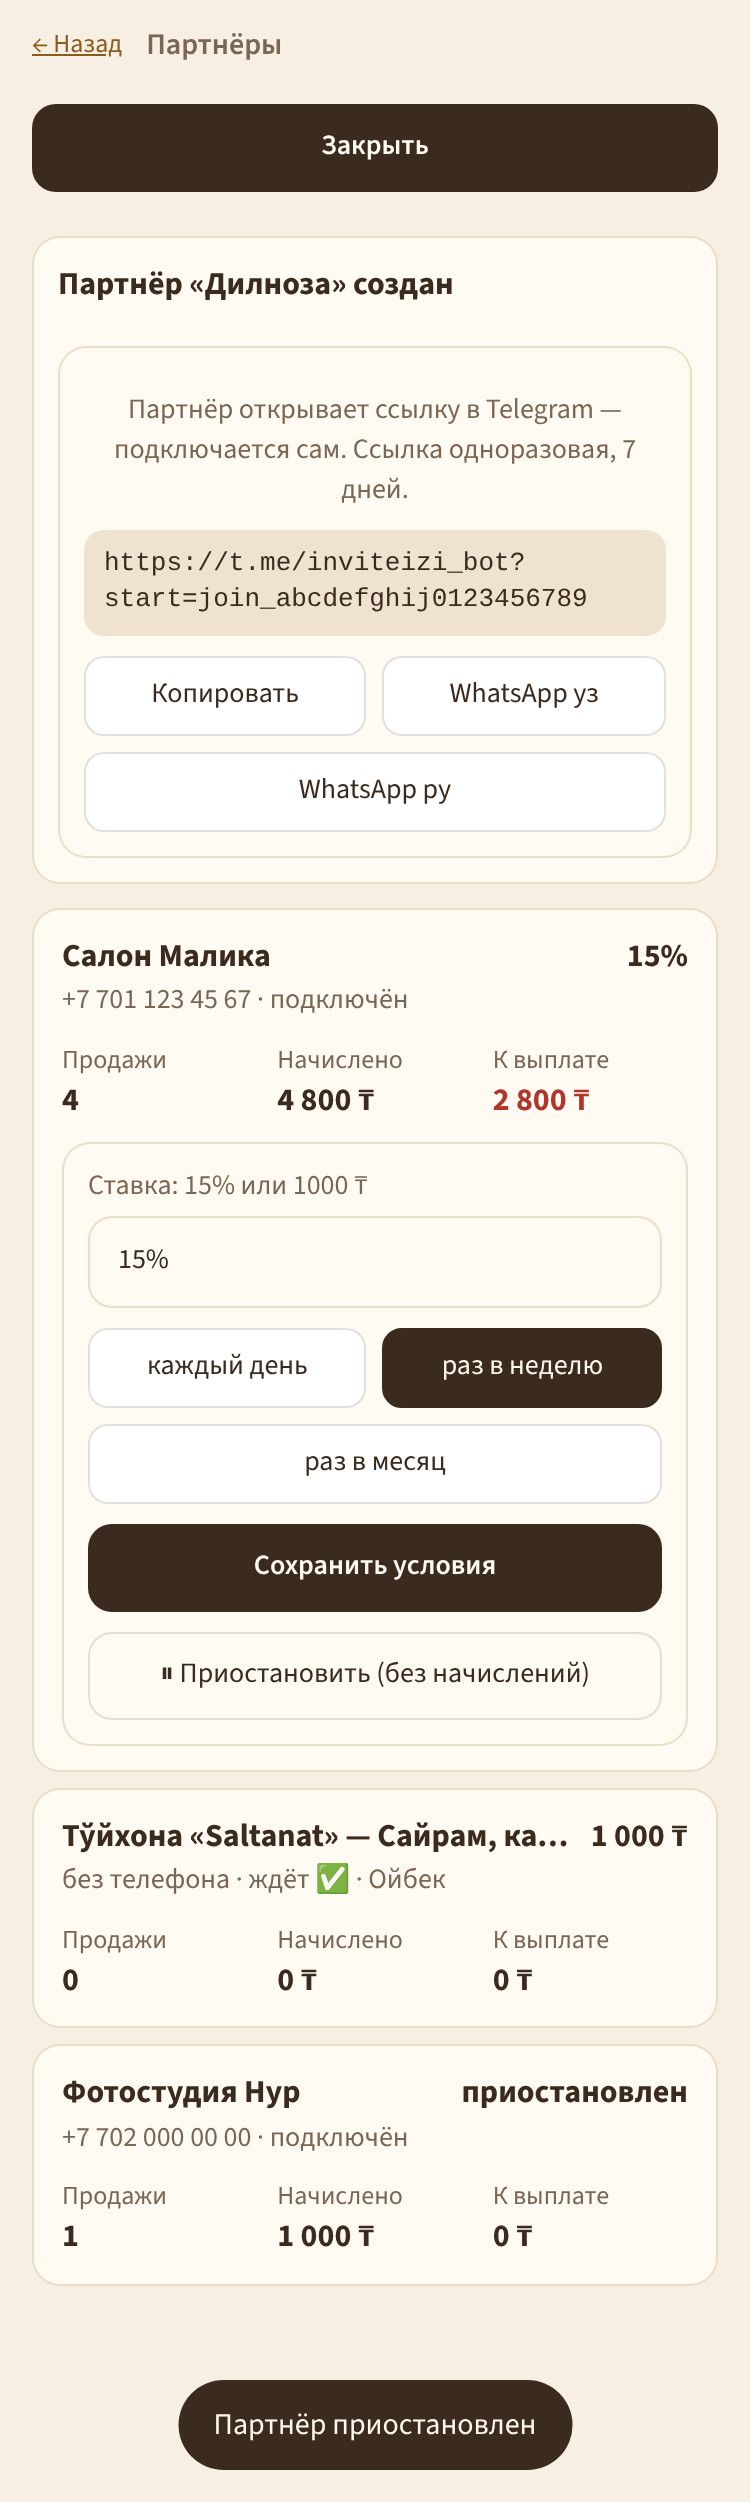 ← Назад Партнёры
Закрыть
Партнёр «Дилноза» создан
Партнёр открывает ссылку в Telegram —
подключается сам. Ссылка одноразовая, 7
дней.
https://t.me/inviteizi_bot?
start=join_abcdefghij0123456789
Копировать WhatsApp уз
WhatsApp ру
Салон Малика 15%
+7 701 123 45 67 · подключён
Продажи Начислено К выплате
4 4 800 ₸ 2 800 ₸
Ставка: 15% или 1000 ₸
15%
каждый день раз в неделю
раз в месяц
Сохранить условия
⏸ Приостановить (без начислений)
Тўйхона «Saltanat» — Сайрам, ка… 1 000 ₸
без телефона · ждёт ✅ · Ойбек
Продажи Начислено К выплате
0 0 ₸ 0 ₸
Фотостудия Нур приостановлен
+7 702 000 00 00 · подключён
Продажи Начислено К выплате
1 1 000 ₸ 0 ₸
Партнёр приостановлен